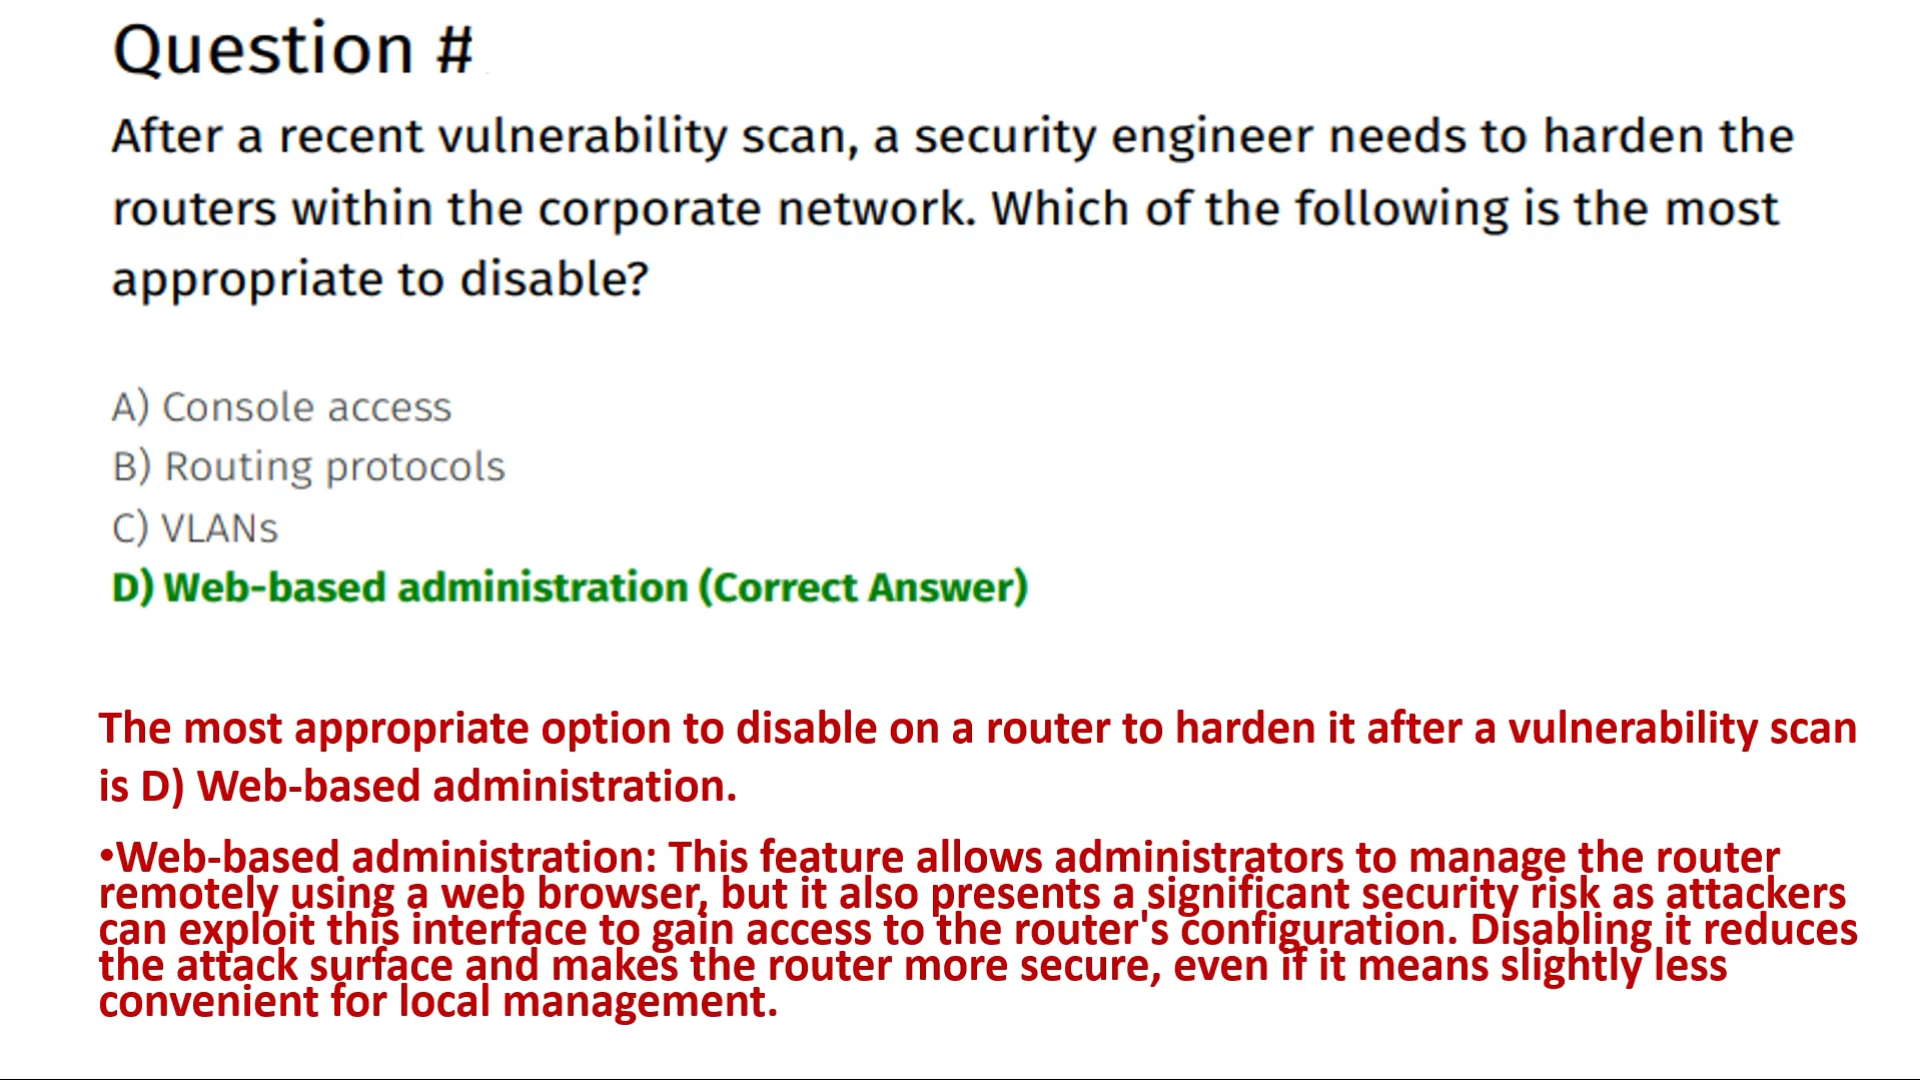 Question #
After a recent vulnerability scan, a security engineer needs to harden the
routers within the corporate network. Which of the following is the most
appropriate to disable?
A) Console access
B) Routing protocols
C) VLANs
D) Web-based administration (Correct Answer)
The most appropriate option to disable on a router to harden it after a vulnerability scan
is D) Web-based administration.
•Web-based administration: This feature allows administrators to manage the router
remotely using a web browser, but it also presents a significant security risk as attackers
can exploit this interface to gain access to the router's configuration. Disabling it reduces
the attack surface and makes the router more secure, even if it means slightly less
convenient for local management.